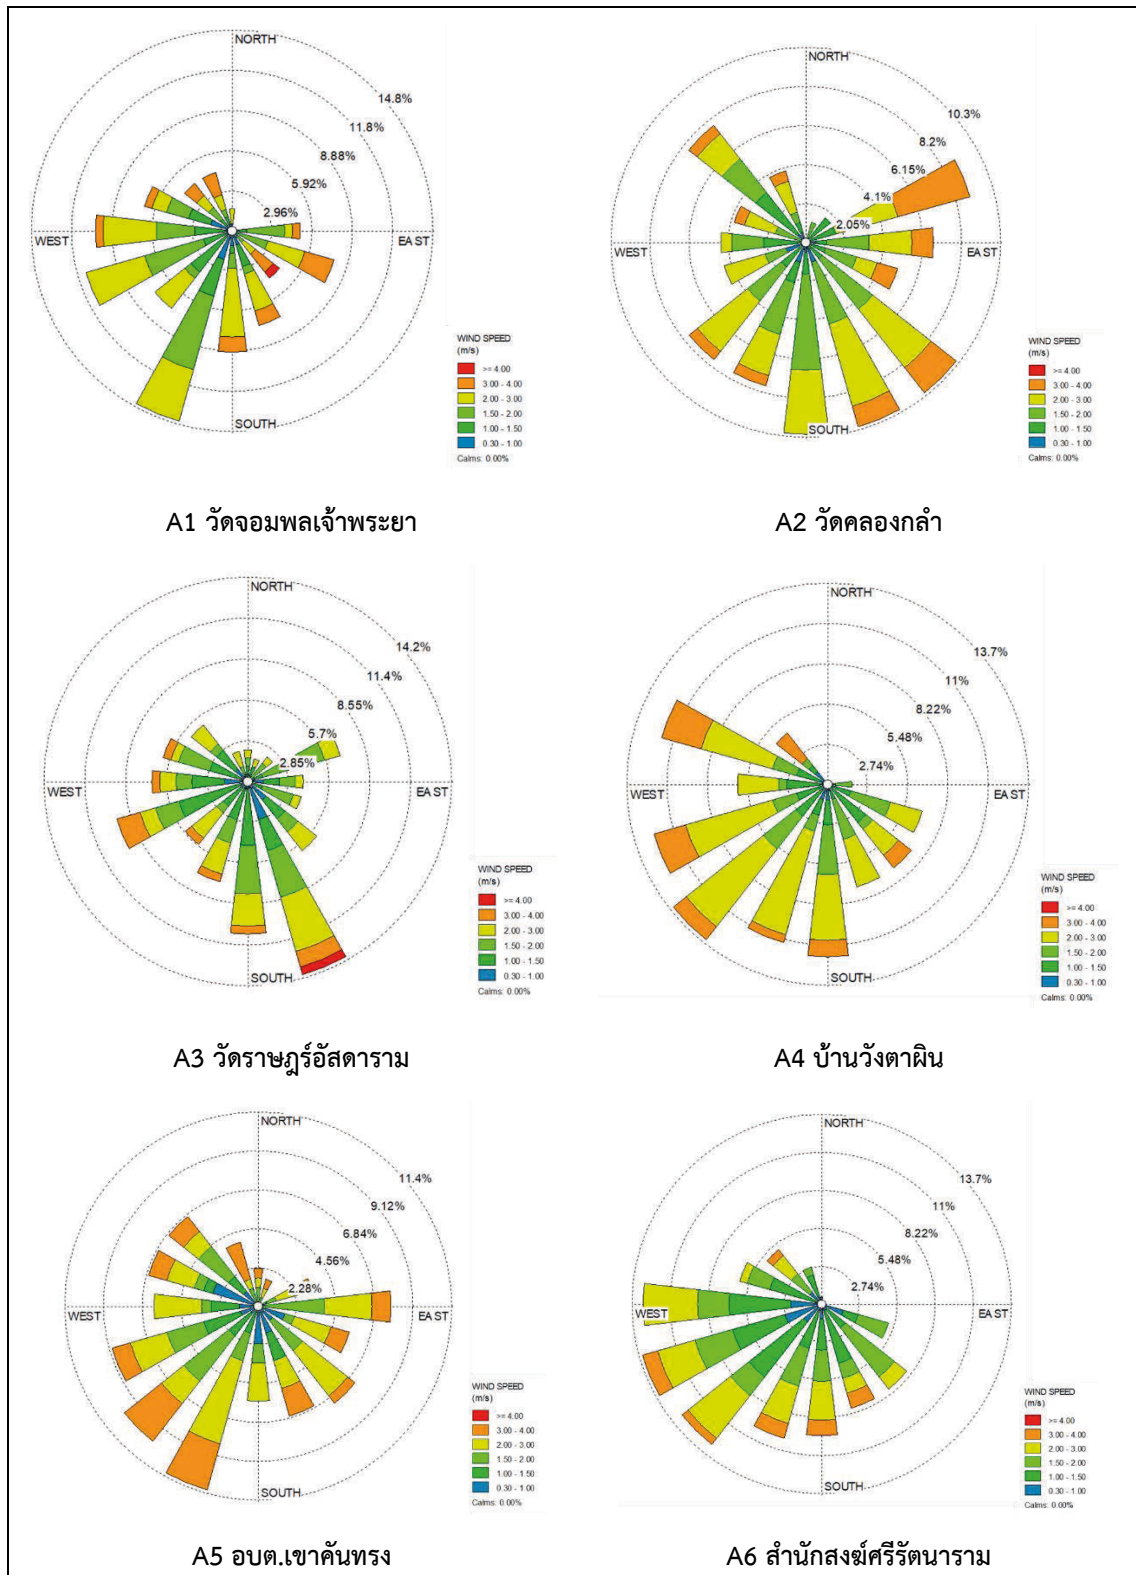 NORTH
14.8%
11.8%
8.88%
5.92%
2.96%
WEST
EAST
SOUTH
WIND SPEED
(m/s)
>= 4.00
3.00 - 4.00
2.00 - 3.00
1.50 - 2.00
1.00 - 1.50
0.30 - 1.00
Calms: 0.00%
A1 วัดจอมพลเจ้าพระยา
NORTH
10.3%
8.2%
6.15%
4.1%
2.05%
WEST
EAST
SOUTH
WIND SPEED
(m/s)
>= 4.00
3.00 - 4.00
2.00 - 3.00
1.50 - 2.00
1.00 - 1.50
0.30 - 1.00
Calms: 0.00%
A2 วัดคลองกลำ
NORTH
14.2%
11.4%
8.55%
5.7%
2.85%
WEST
EAST
SOUTH
WIND SPEED
(m/s)
>= 4.00
3.00 - 4.00
2.00 - 3.00
1.50 - 2.00
1.00 - 1.50
0.30 - 1.00
Calms: 0.00%
A3 วัดราษฎร์อัสดาราม
NORTH
13.7%
11%
8.22%
5.48%
2.74%
WEST
EAST
SOUTH
WIND SPEED
(m/s)
>= 4.00
3.00 - 4.00
2.00 - 3.00
1.50 - 2.00
1.00 - 1.50
0.30 - 1.00
Calms: 0.00%
A4 บ้านวังตาผิน
NORTH
11.4%
9.12%
6.84%
4.56%
2.28%
WEST
EAST
SOUTH
WIND SPEED
(m/s)
>= 4.00
3.00 - 4.00
2.00 - 3.00
1.50 - 2.00
1.00 - 1.50
0.30 - 1.00
Calms: 0.00%
A5 อบต.เขาคันทรง
NORTH
13.7%
11%
8.22%
5.48%
2.74%
WEST
EAST
SOUTH
WIND SPEED
(m/s)
>= 4.00
3.00 - 4.00
2.00 - 3.00
1.50 - 2.00
1.00 - 1.50
0.30 - 1.00
Calms: 0.00%
A6 สำนักสงฆ์ศรีรัตนาราม